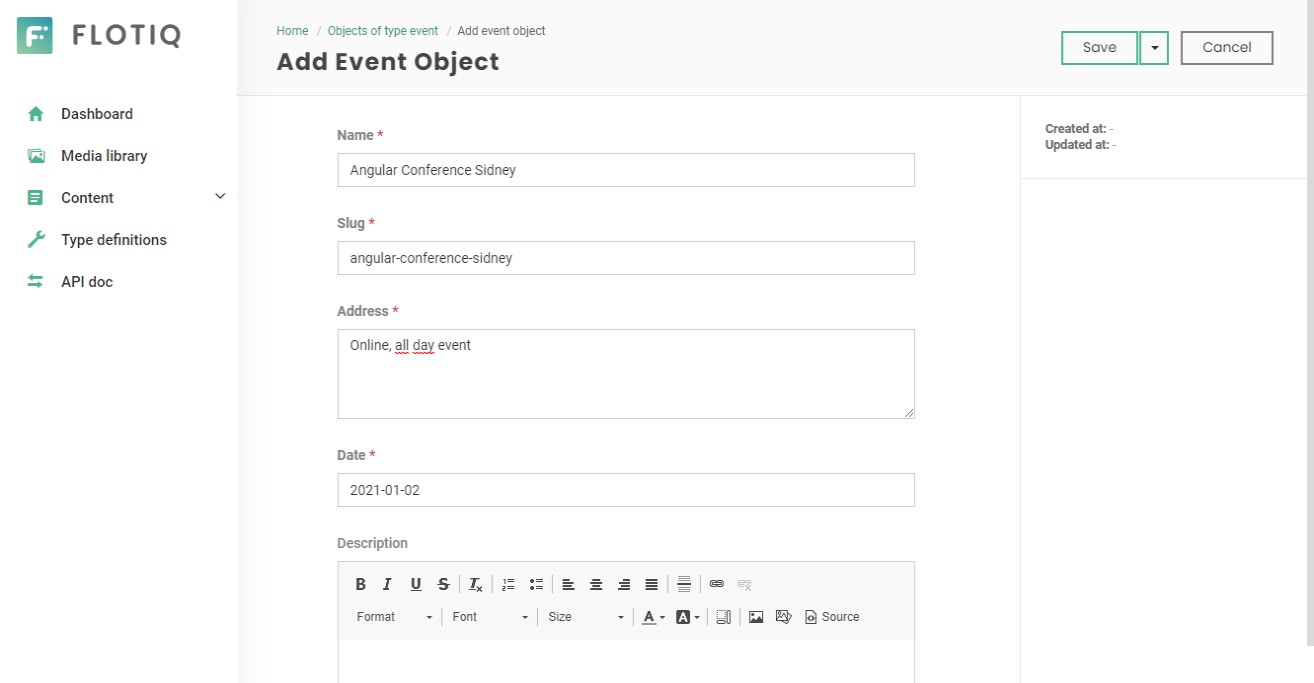 FLOTIQ
Dashboard
Media library
Content
Type definitions
API doc
Home / Objects of type event / Add event object
Add Event Object
Save
Cancel
Name *
Angular Conference Sidney
Slug *
angular-conference-sidney
Address *
Online, all day event
Date *
2021-01-02
Description
B I U S Tx
Format Font Size A A Source
Created at: -
Updated at: -